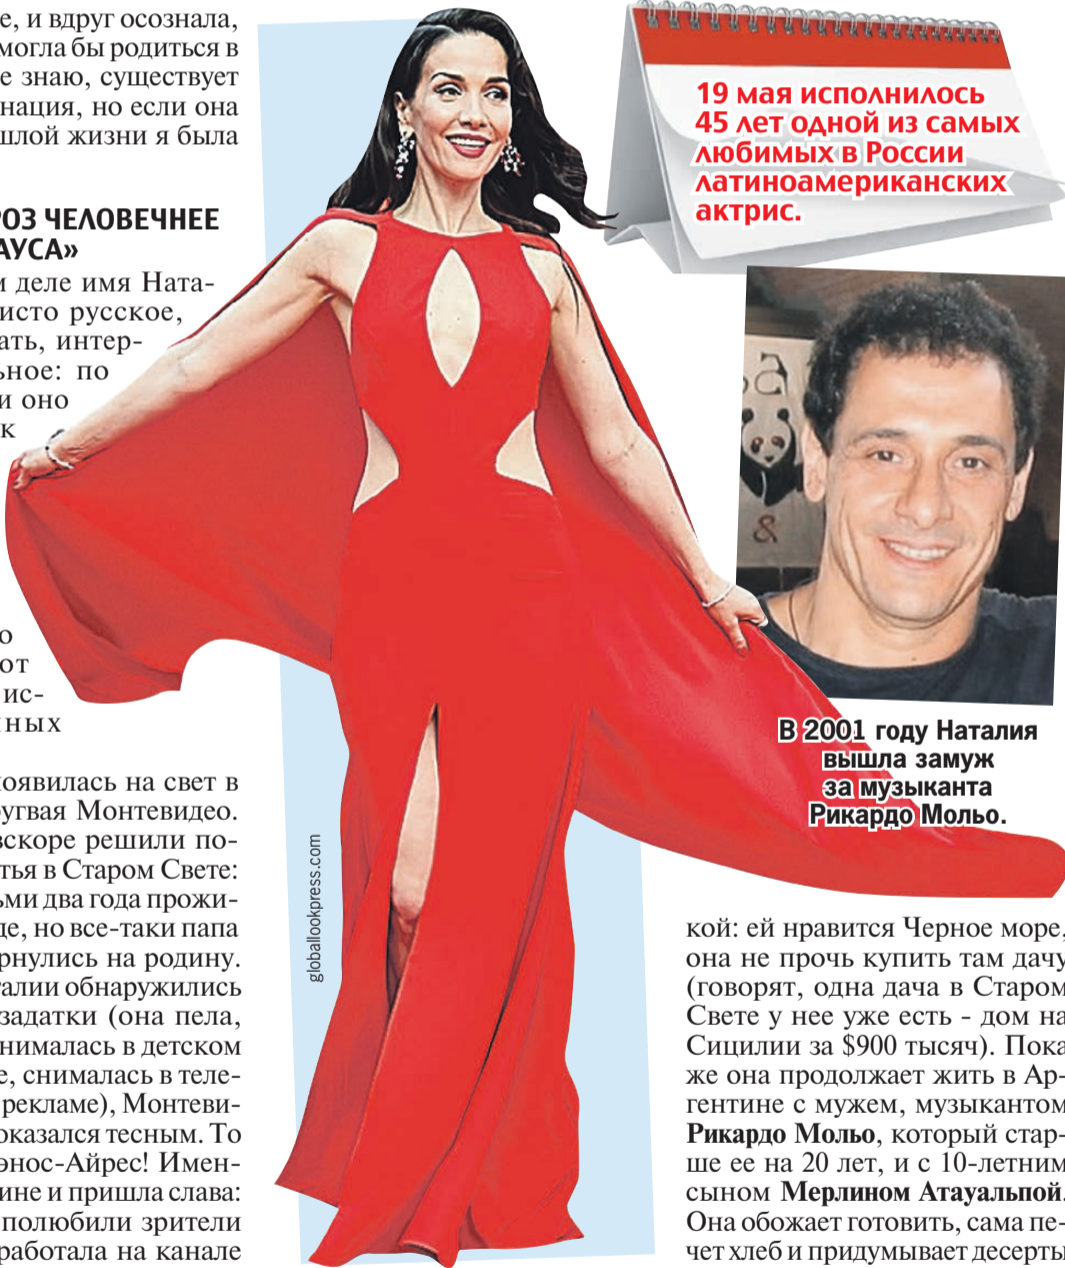 е, и вдруг осознала,
могла бы родиться в
е знаю, существует
нация, но если она
шлой жизни я была
РОЗ ЧЕЛОВЕЧНЕЕ
АУСА»
м деле имя Ната-
исто русское,
ать, интер-
ьное: по
и оно
к
о
от
ис-
нных
появилась на свет в
ругвая Монтевидео.
вскоре решили по-
тья в Старом Свете:
ьми два года прожи-
де, но все-таки папа
рнулись на родину.
галии обнаружились
задатки (она пела,
нималась в детском
е, снималась в теле-
рекламе), Монтеви-
оказался тесным. То
энос-Айрес! Имен-
ине и пришла слава:
полюбили зрители
работала на канале
globallookpress.com
19 мая исполнилось
45 лет одной из самых
любимых в России
латиноамериканских
актрис.
&
В 2001 году Наталия
вышла замуж
за музыканта
Рикардо Мольо.
кой: ей нравится Черное море,
она не прочь купить там дачу
(говорят, одна дача в Старом
Свете у нее уже есть - дом на
Сицилии за $900 тысяч). Пока
же она продолжает жить в Ар-
гентине с мужем, музыкантом
Рикардо Мольо, который стар-
ше ее на 20 лет, и с 10-летним
сыном Мерлином Атауальпой.
Она обожает готовить, сама пе-
чет хлеб и придумывает десерты